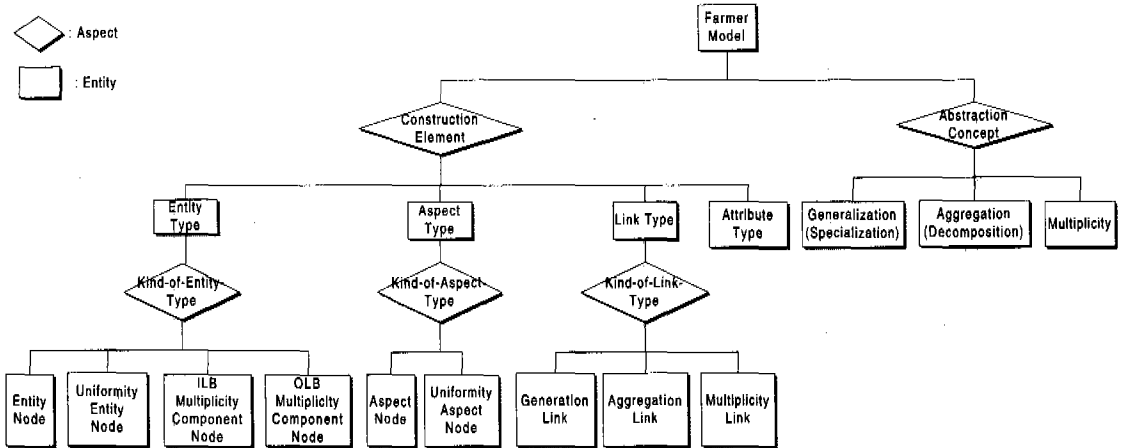 : Aspect
: Entity
Farmer
Model
Construction
Element
Abstraction
Concept
Entity
Type
Aspect
Type
Link Type
Attribute
Type
Generalization
(Specialization)
Aggregation
(Decomposition)
Multiplicity
Kind-of-Entity
Type
Kind-of-Aspect
Type
Kind-of-Link-
Type
Entity
Node
Uniformity
Entity
Node
ILB
Multiplicity
Component
Node
OLB
Multiplicity
Component
Node
Aspect
Node
Uniformity
Aspect
Node
Generation
Link
Aggregation
Link
Multiplicity
Link